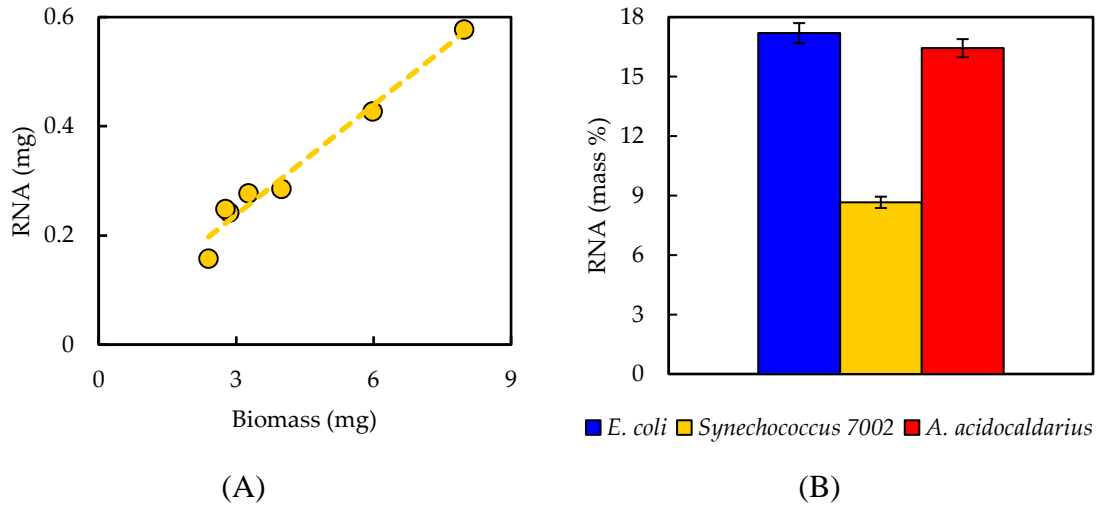 0.6
0.4
0.2
0
RNA (mg)
0
3
6
9
Biomass (mg)
(A)
18
15
12
9
6
3
0
RNA (mass %)
E. coli
Synechococcus 7002
A. acidocaldarius
(B)